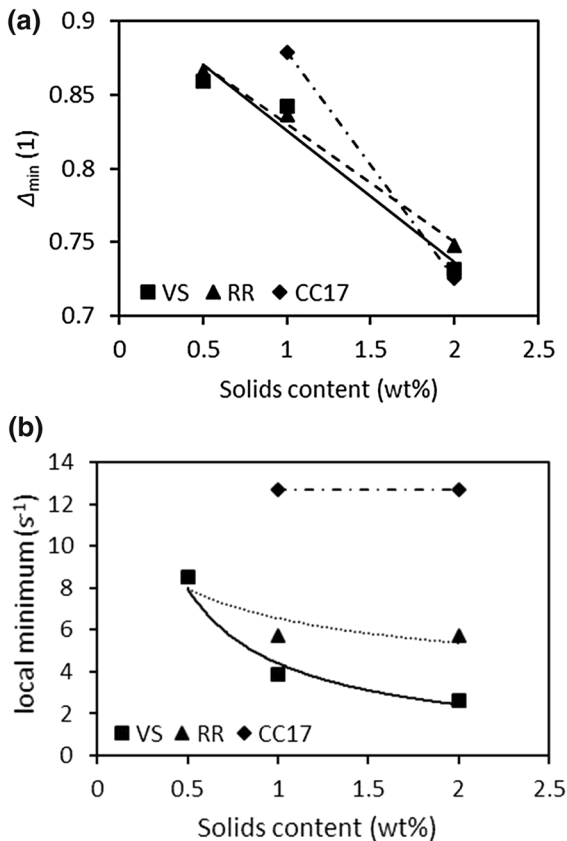 (a)
0.9
0.85
0.8
0.75
0.7
Δmin (1)
VS RR CC17
0 0.5 1 1.5 2 2.5
Solids content (wt%)
(b)
14
12
10
8
6
4
2
0
local minimum (s-1)
VS RR CC17
0 0.5 1 1.5 2 2.5
Solids content (wt%)